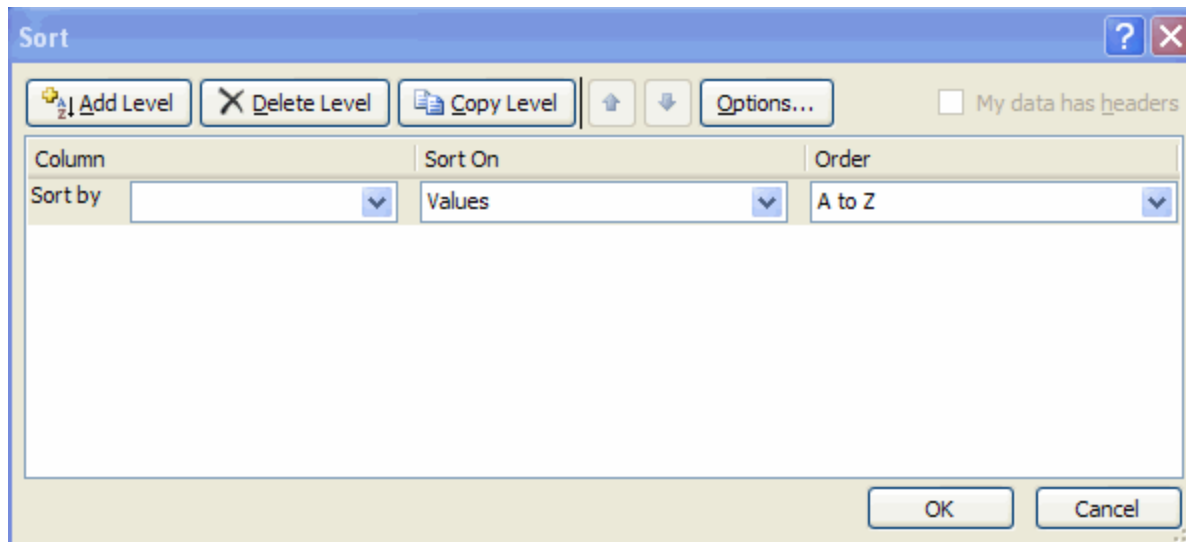 Sort
Add Level Delete Level Copy Level Options... My data has headers
Column Sort On Order
Sort by Values A to Z
OK Cancel